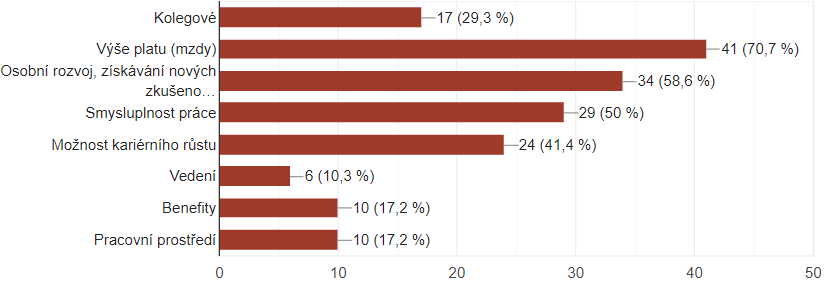 Kolegové
17 (29,3 %)
Výše platu (mzdy)
41 (70,7 %)
Osobní rozvoj, získávání nových
zkušeno…
34 (58,6 %)
Smysluplnost práce
29 (50 %)
Možnost kariérního růstu
24 (41,4 %)
Vedení
6 (10,3 %)
Benefity
10 (17,2 %)
Pracovní prostředí
10 (17,2 %)
0 10 20 30 40 50